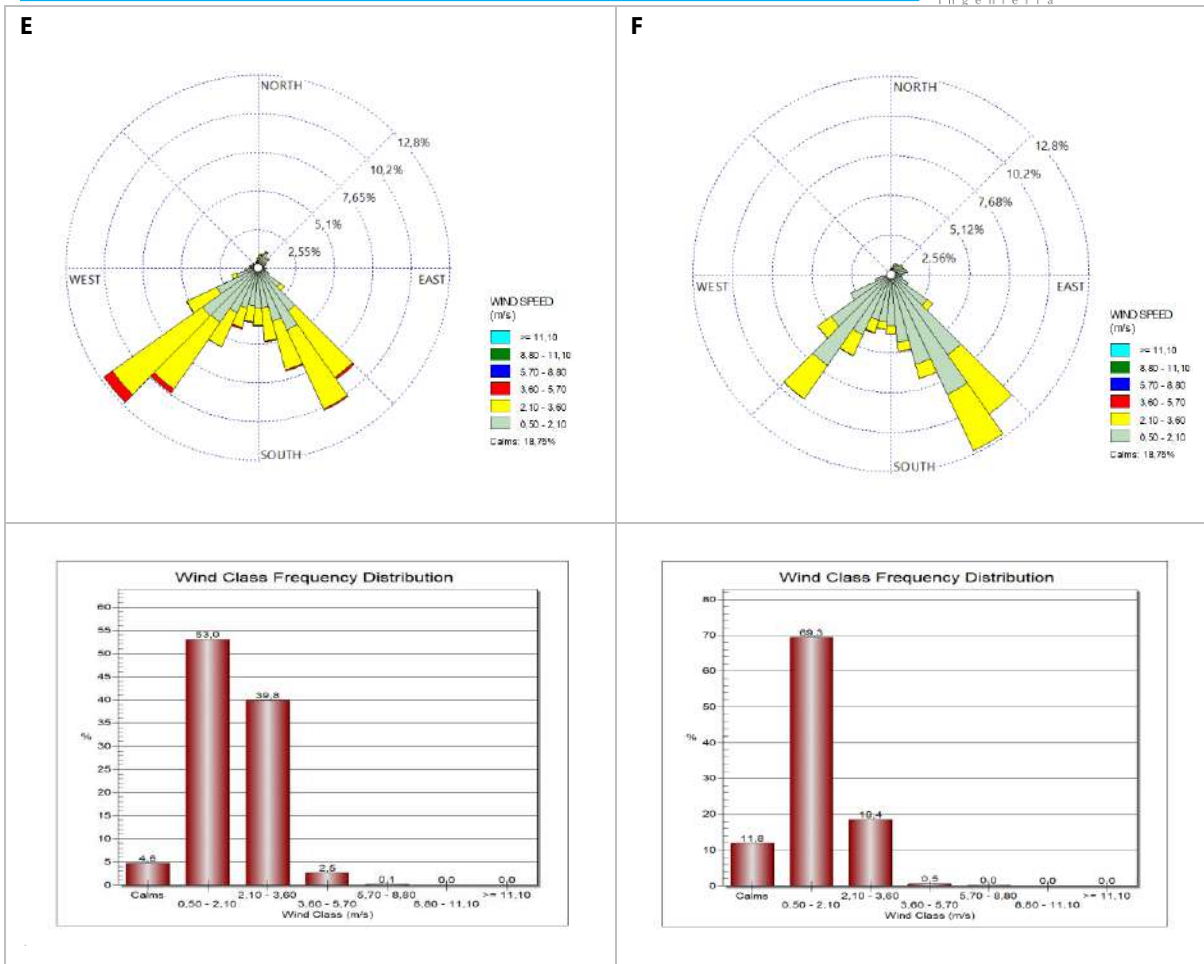 ingeniería
E
NORTH
12,8%
10,2%
7,65%
5,1%
2,55%
WEST
EAST
SOUTH
WIND SPEED
(m/s)
>= 11,10
8,80 - 11,10
5,70 - 8,80
3,60 - 5,70
2,10 - 3,60
0,50 - 2,10
Calms: 18,75%
F
NORTH
12,8%
10,2%
7,68%
5,12%
2,56%
WEST
EAST
SOUTH
WIND SPEED
(m/s)
>= 11,10
8,80 - 11,10
5,70 - 8,80
3,60 - 5,70
2,10 - 3,60
0,50 - 2,10
Calms: 18,75%
Wind Class Frequency Distribution
60
55
50
45
40
35
30
25
20
15
10
5
0
%
4,6
53,0
39,8
2,5
0,1
0,0
0,0
Calms
0,50 - 2,10
2,10 - 3,60
3,60 - 5,70
5,70 - 8,80
8,80 - 11,10
>= 11,10
Wind Class (m/s)
Wind Class Frequency Distribution
80
70
60
50
40
30
20
10
0
%
11,8
69,3
18,4
0,5
0,0
0,0
0,0
Calms
0,50 - 2,10
2,10 - 3,60
3,60 - 5,70
5,70 - 8,80
8,80 - 11,10
>= 11,10
Wind Class (m/s)